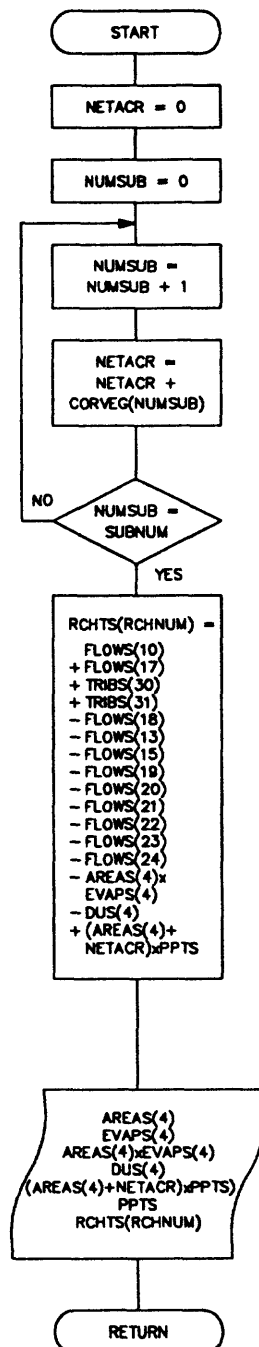 START
NETACR = 0
NUMSUB = 0
NUMSUB =
NUMSUB + 1
NETACR =
NETACR +
CORVEG(NUMSUB)
NO
NUMSUB =
SUBNUM
YES
RCHTS(RCHNUM) =
FLOWS(10)
+ FLOWS(17)
+ TRIBS(30)
+ TRIBS(31)
- FLOWS(18)
- FLOWS(13)
- FLOWS(15)
- FLOWS(19)
- FLOWS(20)
- FLOWS(21)
- FLOWS(22)
- FLOWS(23)
- FLOWS(24)
- AREAS(4)x
EVAPS(4)
- DUS(4)
+ (AREAS(4)+
NETACR)xPPTS
AREAS(4)
EVAPS(4)
AREAS(4)xEVAPS(4)
DUS(4)
(AREAS(4)+NETACR)xPPTS)
PPTS
RCHTS(RCHNUM)
RETURN